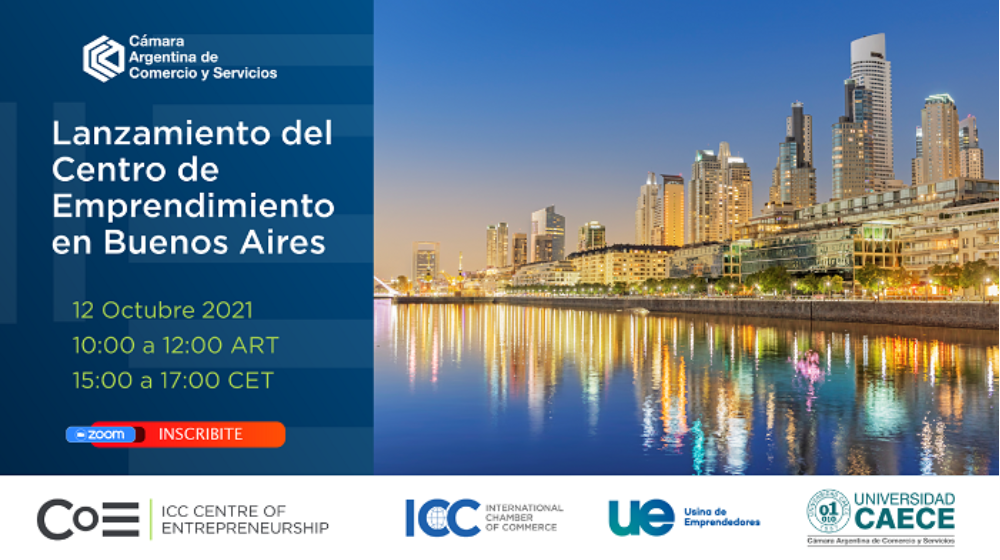 Cámara
Argentina de
Comercio y Servicios
Lanzamiento del
Centro de
Emprendimiento
en Buenos Aires
12 Octubre 2021
10:00 a 12:00 ART
15:00 a 17:00 CET
zoom INSCRIBITE
CoE ICC CENTRE OF
ENTREPRENEURSHIP
ICC INTERNATIONAL
CHAMBER
OF COMMERCE
ue Usina de
Emprendedores
01
010
UNIVERSIDAD
CAECE
Cámara Argentina de Comercio y Servicios